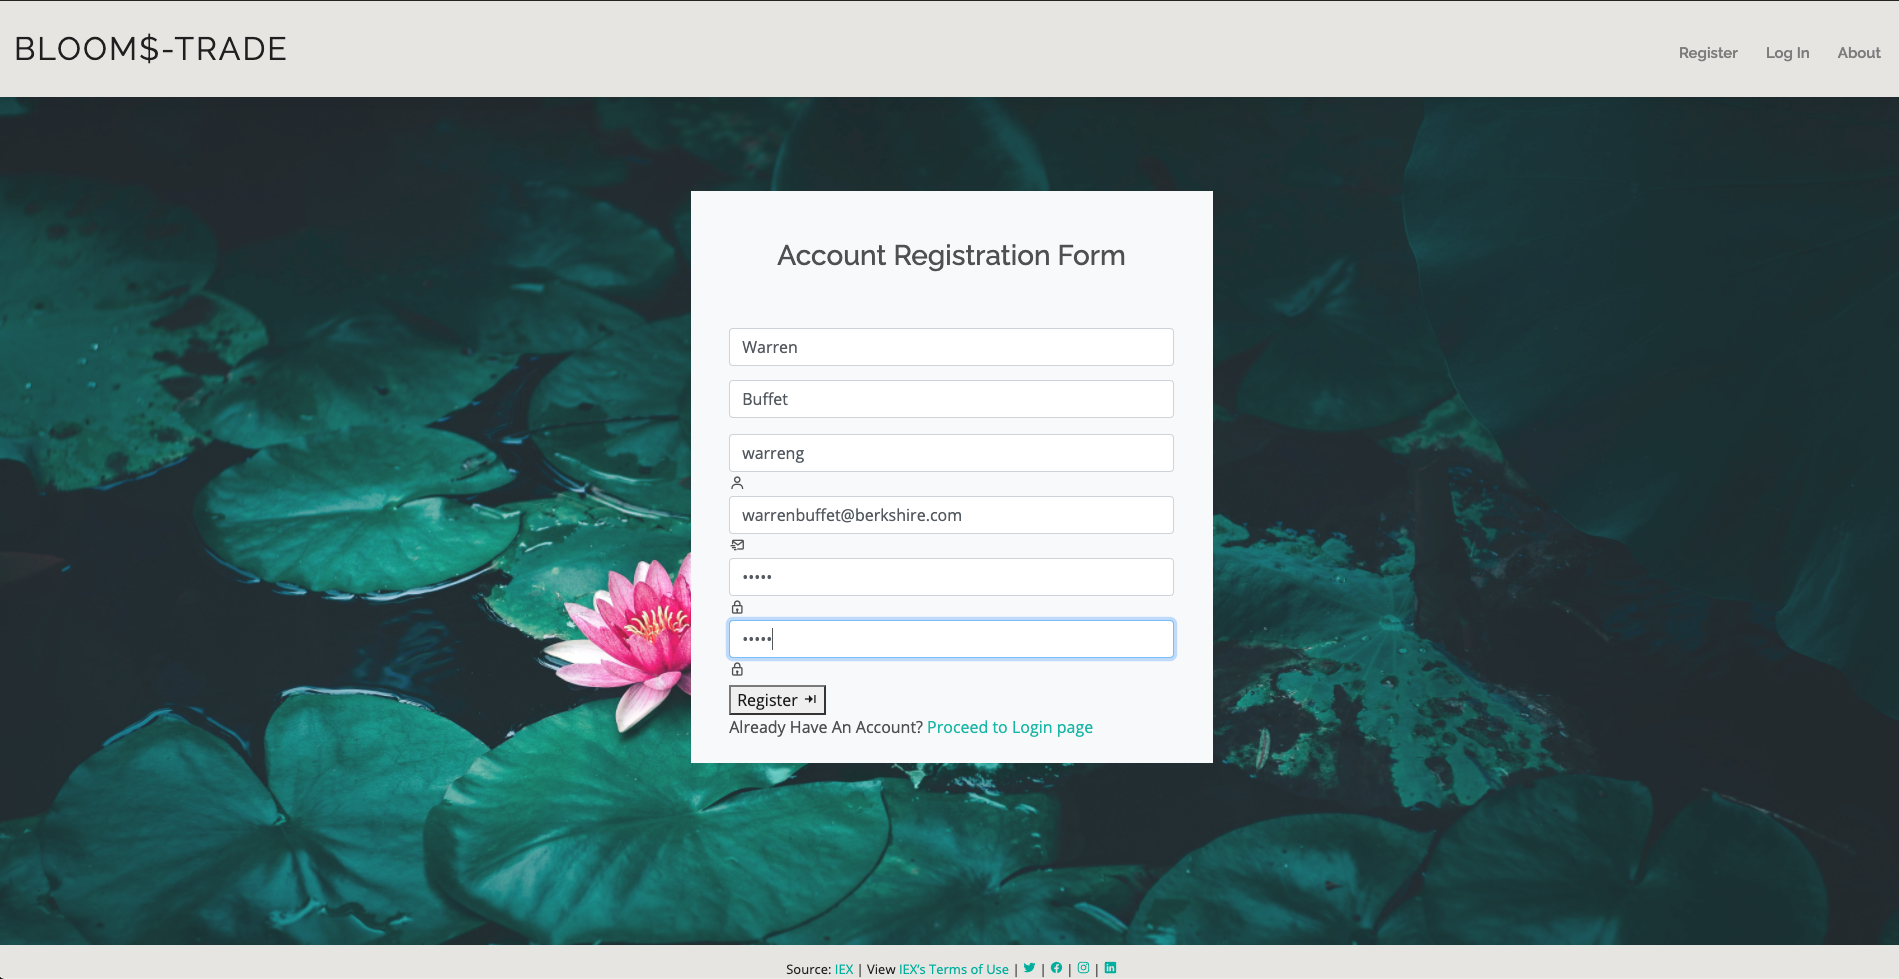 BLOOM$-TRADE
Register Log In About
Account Registration Form
Warren
Buffet
warreng
warrenbuffet@berkshire.com
•••••
•••••
Register
Already Have An Account? Proceed to Login page
Source: IEX | View IEX's Terms of Use | | | |